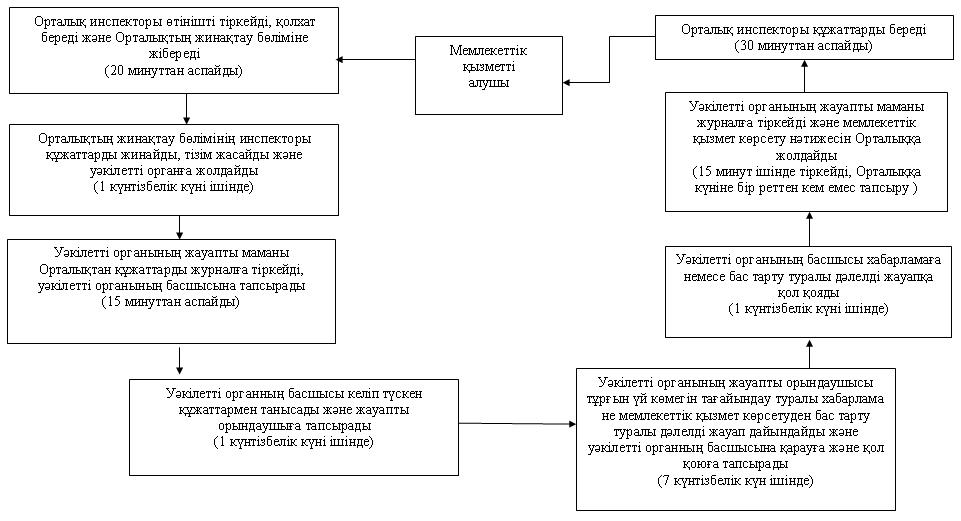 Мемлекеттік
қызметті
алушы
Орталық инспекторы өтінішті тіркейді, қолхат
береді және Орталықтың жинақтау бөліміне
жібереді
(20 минуттан аспайды)
Орталықтың жинақтау бөлімінің инспекторы
құжаттарды жинайды, тізім жасайды және
уәкілетті органға жолдайды
(1 күнтізбелік күні ішінде)
Уәкілетті органының жауапты маманы
Орталықтан құжаттарды журналға тіркейді,
уәкілетті органының басшысына тапсырады
(15 минуттан аспайды)
Уәкілетті органның басшысы келіп түскен
құжаттармен танысады және жауапты
орындаушыға тапсырады
(1 күнтізбелік күні ішінде)
Уәкілетті органының жауапты орындаушысы
тұрғын үй көмегін тағайындау туралы хабарлама
не мемлекеттік қызмет көрсетуден бас тарту
туралы дәлелді жауап дайындайды және
уәкілетті органның басшысына қарауға және қол
қоюға тапсырады
(7 күнтізбелік күн ішінде)
Уәкілетті органының басшысы хабарламаға
немесе бас тарту туралы дәлелді жауапқа
қол қояды
(1 күнтізбелік күні ішінде)
Уәкілетті органының жауапты маманы
журналға тіркейді және мемлекеттік
қызмет көрсету нәтижесін Орталыққа
жолдайды
(15 минут ішінде тіркейді, Орталыққа
күніне бір реттен кем емес тапсыру )
Орталық инспекторы құжаттарды береді
(30 минуттан аспайды)